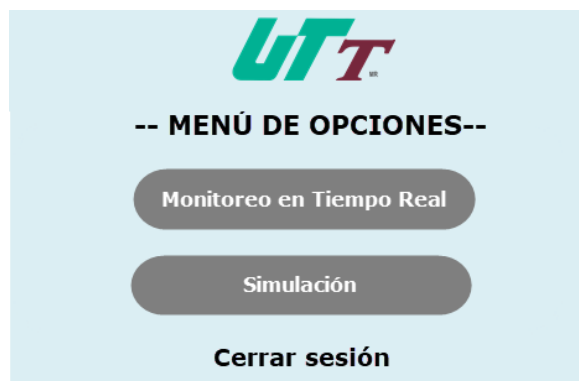 UTT
-- MENÚ DE OPCIONES--
Monitoreo en Tiempo Real
Simulación
Cerrar sesión